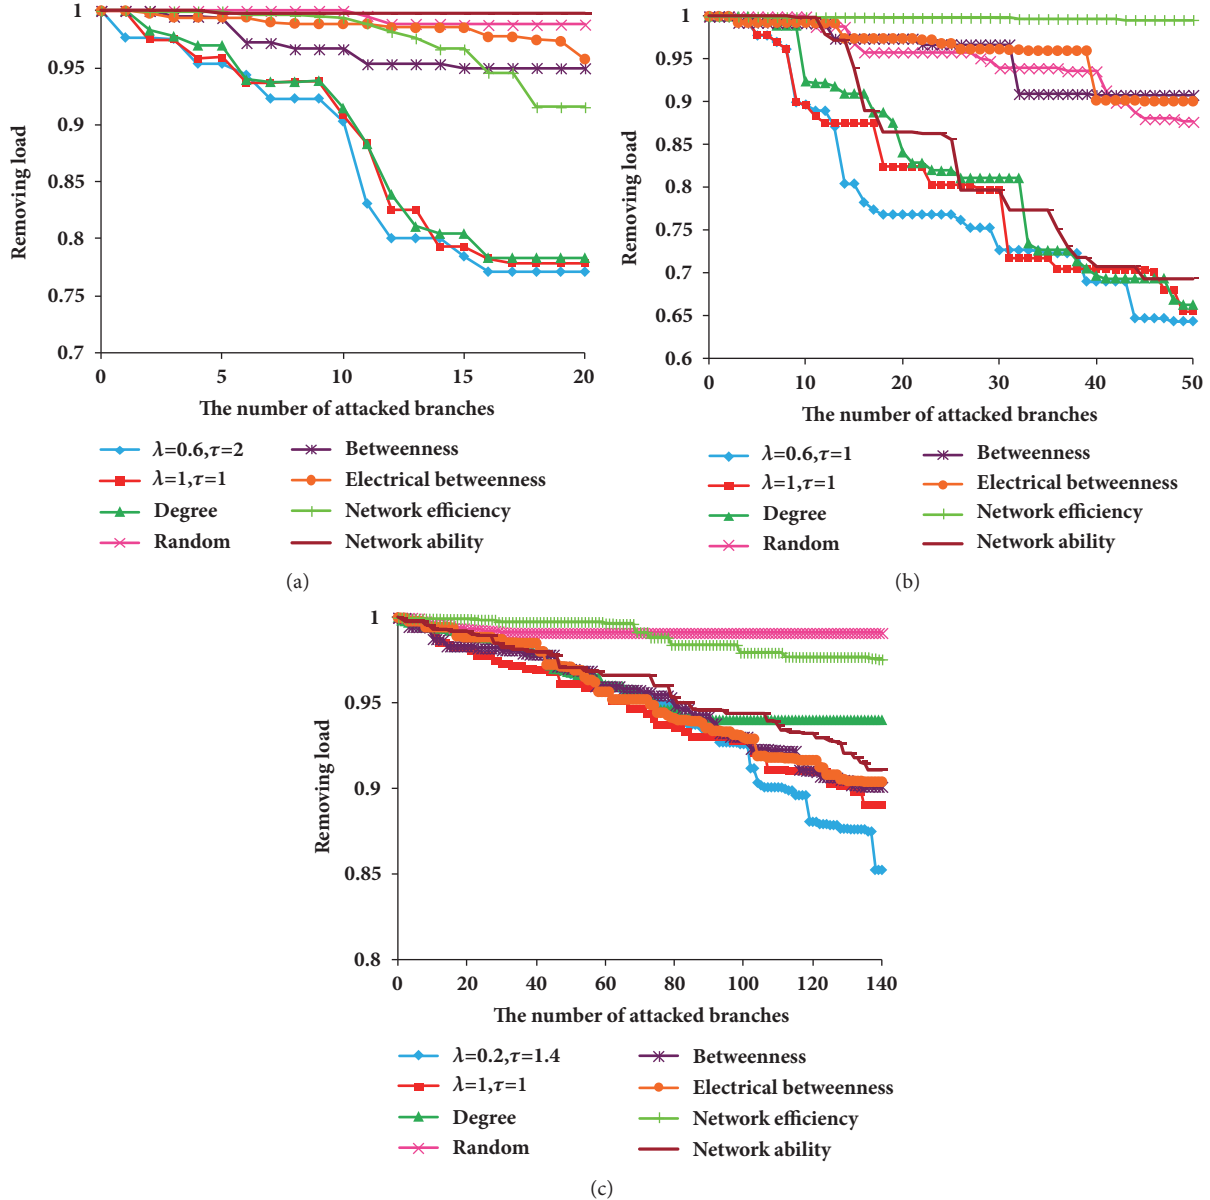 1
0.95
0.9
0.85
0.8
0.75
0.7
Removing load
0 5 10 15 20
The number of attacked branches
λ=0.6,τ=2
λ=1,τ=1
Degree
Random
Betweenness
Electrical betweenness
Network efficiency
Network ability
(a)
1
0.95
0.9
0.85
0.8
0.75
0.7
0.65
0.6
Removing load
0 10 20 30 40 50
The number of attacked branches
λ=0.6,τ=1
λ=1,τ=1
Degree
Random
Betweenness
Electrical betweenness
Network efficiency
Network ability
(b)
1
0.95
0.9
0.85
0.8
Removing load
0 20 40 60 80 100 120 140
The number of attacked branches
λ=0.2,τ=1.4
λ=1,τ=1
Degree
Random
Betweenness
Electrical betweenness
Network efficiency
Network ability
(c)